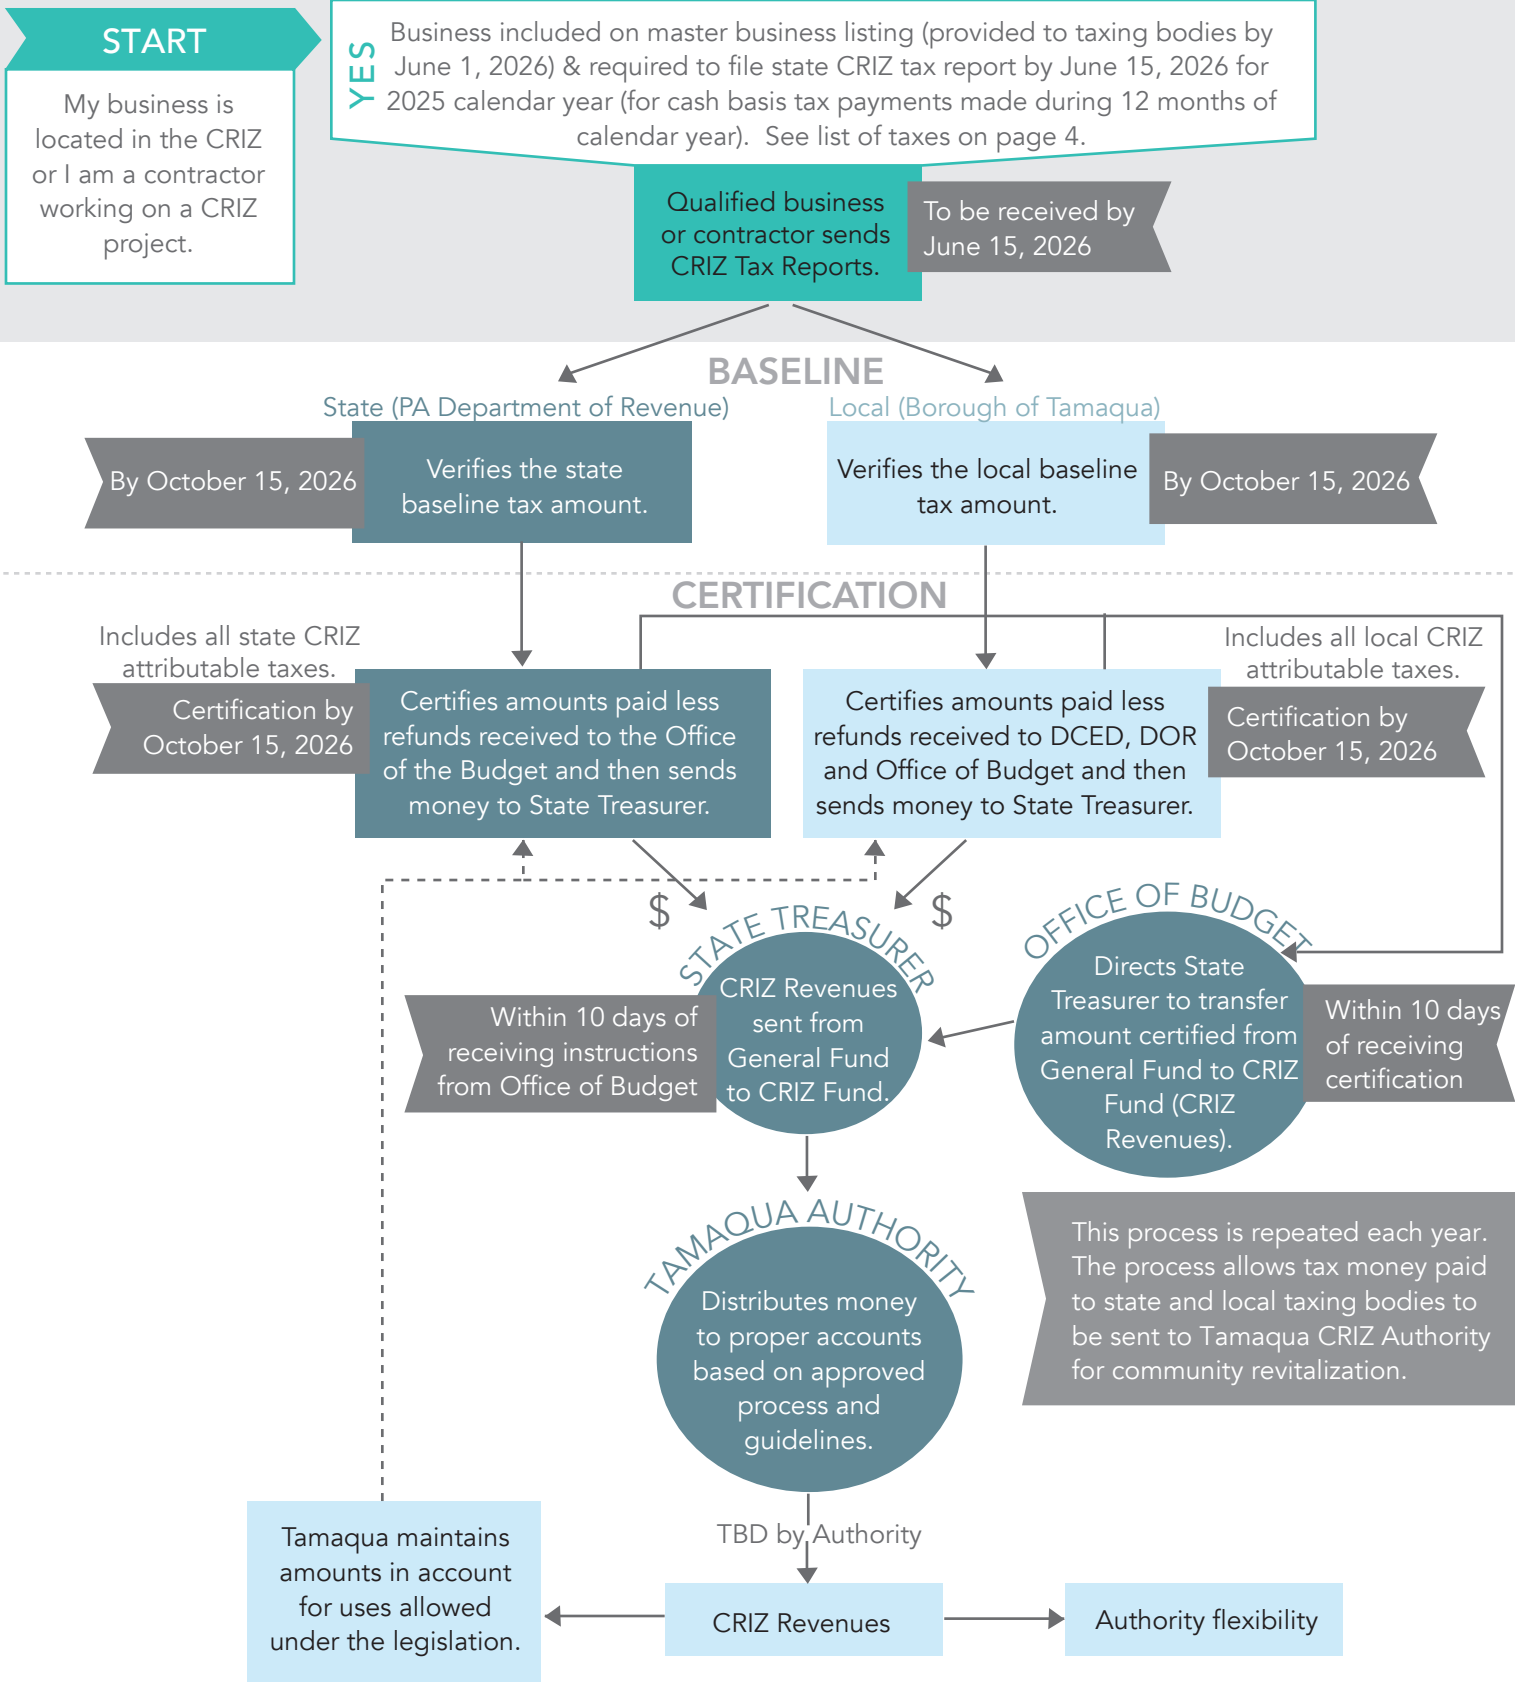 START
My business is
located in the CRIZ
or I am a contractor
working on a CRIZ
project.
YES
Business included on master business listing (provided to taxing bodies by
June 1, 2026) & required to file state CRIZ tax report by June 15, 2026 for
2025 calendar year (for cash basis tax payments made during 12 months of
calendar year).  See list of taxes on page 4.
Qualified business
or contractor sends
CRIZ Tax Reports.
To be received by
June 15, 2026
BASELINE
State (PA Department of Revenue)
By October 15, 2026
Verifies the state
baseline tax amount.
Local (Borough of Tamaqua)
Verifies the local baseline
tax amount.
By October 15, 2026
CERTIFICATION
Includes all state CRIZ
attributable taxes.
Certification by
October 15, 2026
Certifies amounts paid less
refunds received to the Office
of the Budget and then sends
money to State Treasurer.
Certifies amounts paid less
refunds received to DCED, DOR
and Office of Budget and then
sends money to State Treasurer.
Includes all local CRIZ
attributable taxes.
Certification by
October 15, 2026
$
$
STATE TREASURER
CRIZ Revenues
sent from
General Fund
to CRIZ Fund.
Within 10 days of
receiving instructions
from Office of Budget
OFFICE OF BUDGET
Directs State
Treasurer to transfer
amount certified from
General Fund to CRIZ
Fund (CRIZ
Revenues).
Within 10 days
of receiving
certification
TAMAQUA AUTHORITY
Distributes money
to proper accounts
based on approved
process and
guidelines.
This process is repeated each year.
The process allows tax money paid
to state and local taxing bodies to
be sent to Tamaqua CRIZ Authority
for community revitalization.
TBD by Authority
Tamaqua maintains
amounts in account
for uses allowed
under the legislation.
CRIZ Revenues
Authority flexibility